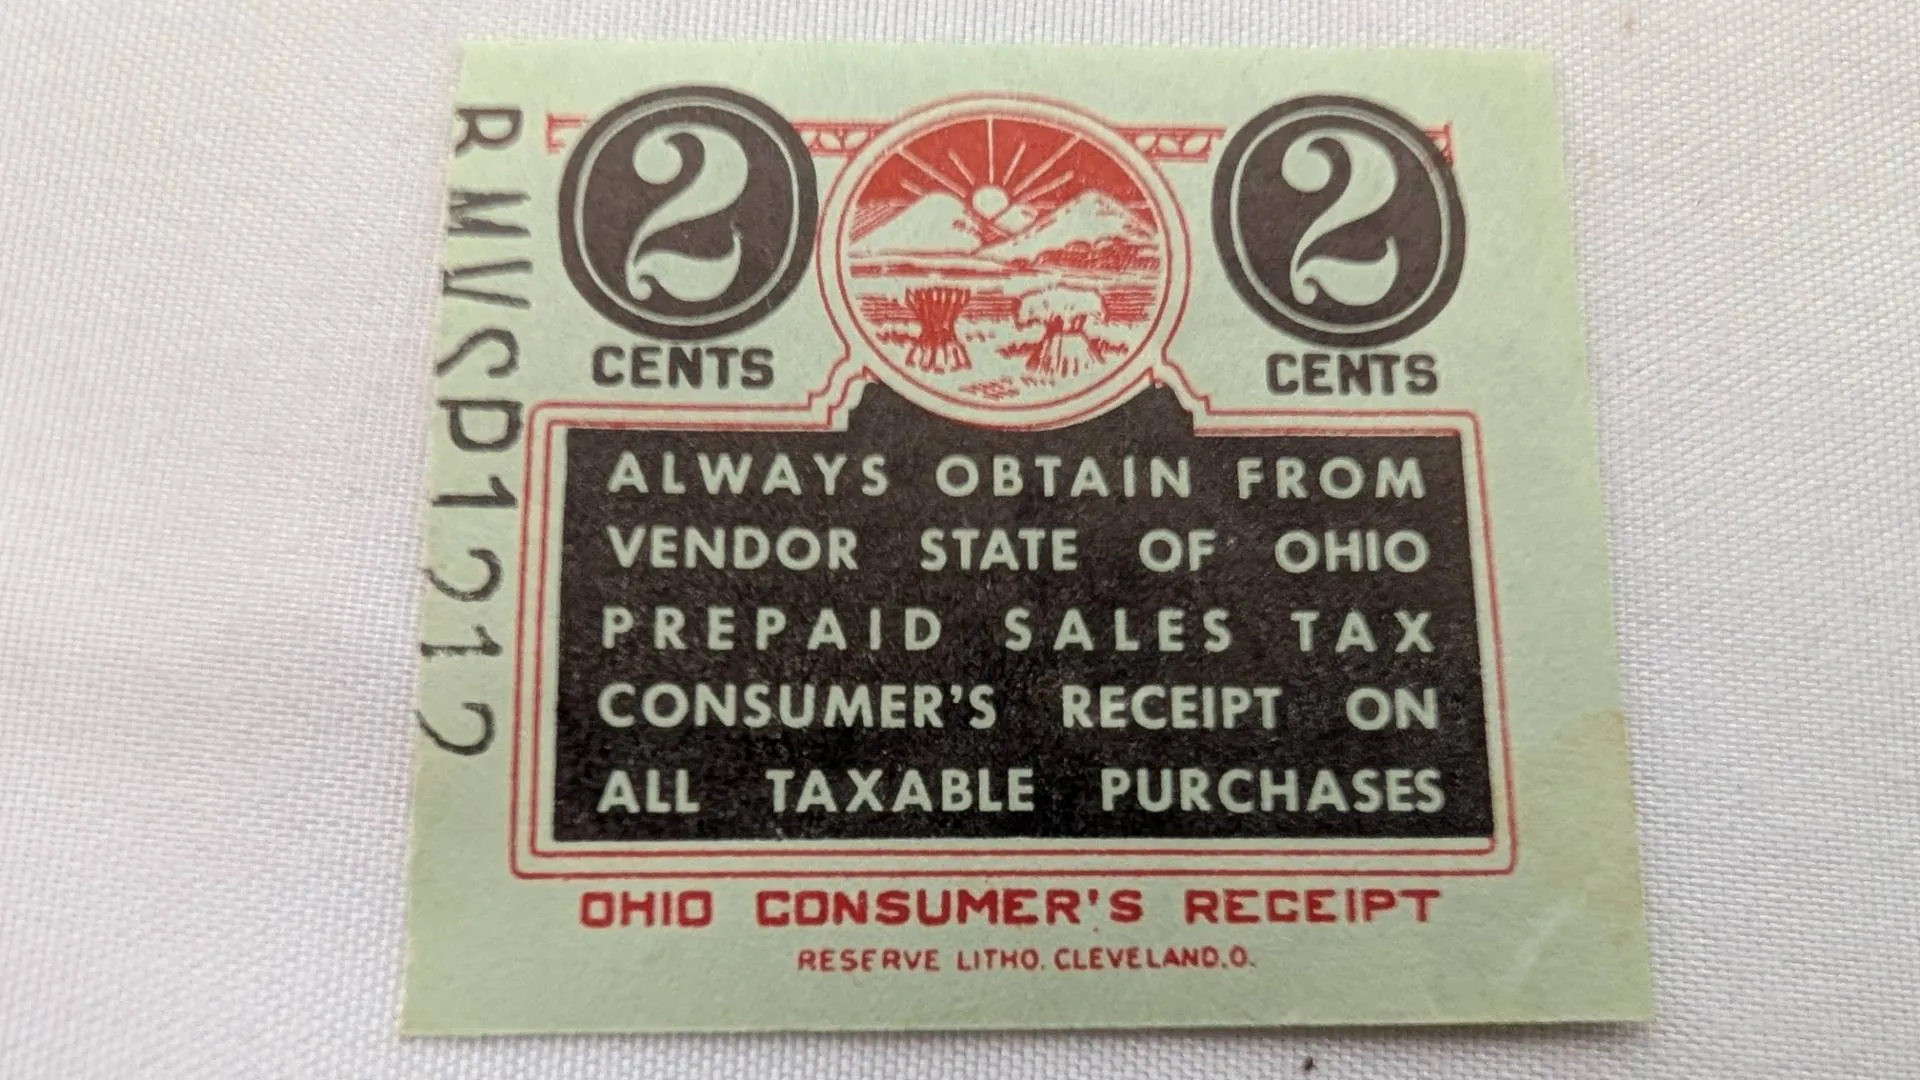 RMVSP1212
2 2
CENTS CENTS
ALWAYS OBTAIN FROM
VENDOR STATE OF OHIO
PREPAID SALES TAX
CONSUMER'S RECEIPT ON
ALL TAXABLE PURCHASES
OHIO CONSUMER'S RECEIPT
RESERVE LITHO. CLEVELAND.O.